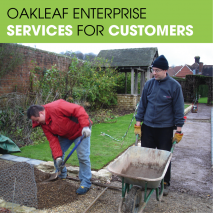 OAKLEAF ENTERPRISE
SERVICES FOR CUSTOMERS